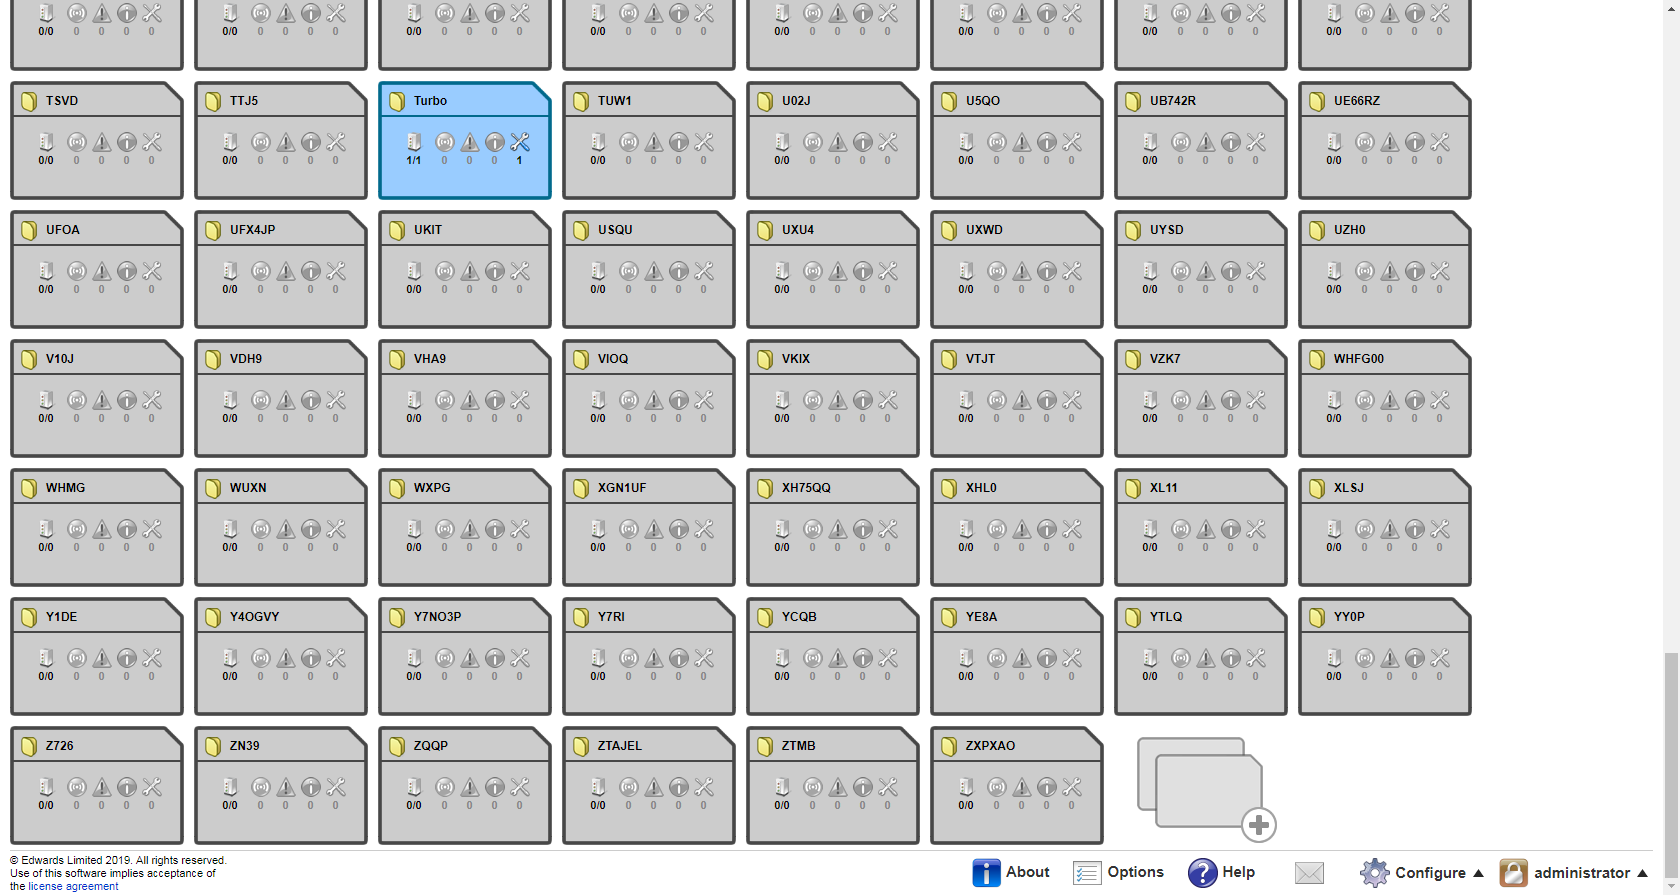 0/0 0 0 0 0 0/0 0 0 0 0 0/0 0 0 0 0 0/0 0 0 0 0 0/0 0 0 0 0 0/0 0 0 0 0 0/0 0 0 0 0 0/0 0 0 0 0
TSVD TTJ5 Turbo TUW1 U02J U5QO UB742R UE66RZ
0/0 0 0 0 0 0/0 0 0 0 0 1/1 0 0 0 1 0/0 0 0 0 0 0/0 0 0 0 0 0/0 0 0 0 0 0/0 0 0 0 0 0/0 0 0 0 0
UFOA UFX4JP UKIT USQU UXU4 UXWD UYSD UZH0
0/0 0 0 0 0 0/0 0 0 0 0 0/0 0 0 0 0 0/0 0 0 0 0 0/0 0 0 0 0 0/0 0 0 0 0 0/0 0 0 0 0 0/0 0 0 0 0
V10J VDH9 VHA9 VIOQ VKIX VTJT VZK7 WHFG00
0/0 0 0 0 0 0/0 0 0 0 0 0/0 0 0 0 0 0/0 0 0 0 0 0/0 0 0 0 0 0/0 0 0 0 0 0/0 0 0 0 0 0/0 0 0 0 0
WHMG WUXN WXPG XGN1UF XH75QQ XHL0 XL11 XLSJ
0/0 0 0 0 0 0/0 0 0 0 0 0/0 0 0 0 0 0/0 0 0 0 0 0/0 0 0 0 0 0/0 0 0 0 0 0/0 0 0 0 0 0/0 0 0 0 0
Y1DE Y4OGVY Y7NO3P Y7RI YCQB YE8A YTLQ YY0P
0/0 0 0 0 0 0/0 0 0 0 0 0/0 0 0 0 0 0/0 0 0 0 0 0/0 0 0 0 0 0/0 0 0 0 0 0/0 0 0 0 0 0/0 0 0 0 0
Z726 ZN39 ZQQP ZTAJEL ZTMB ZXPXAO
0/0 0 0 0 0 0/0 0 0 0 0 0/0 0 0 0 0 0/0 0 0 0 0 0/0 0 0 0 0 0/0 0 0 0 0
© Edwards Limited 2019. All rights reserved.
Use of this software implies acceptance of
the license agreement
About Options Help Configure administrator